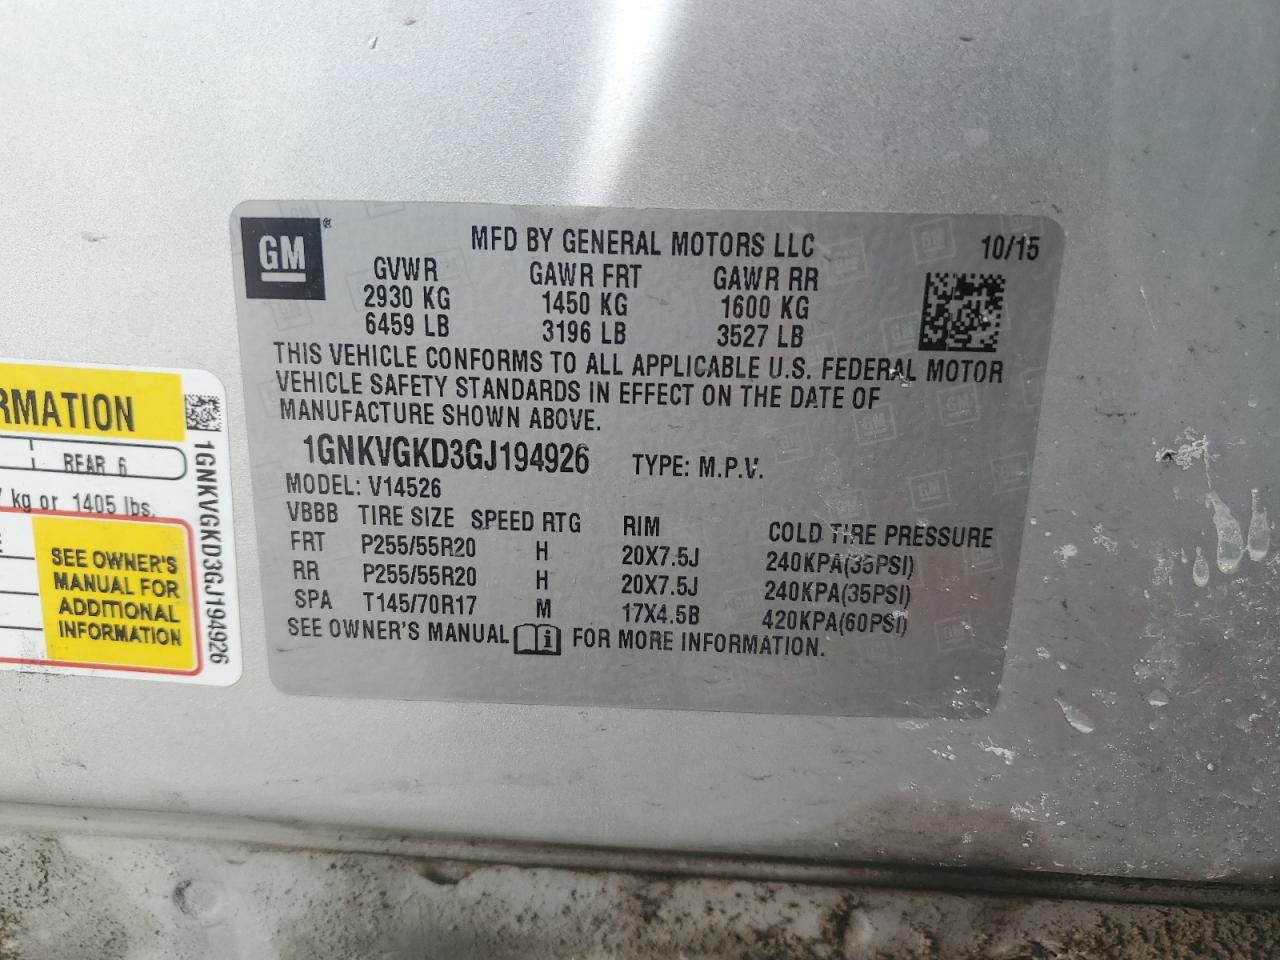 GM ®
MFD BY GENERAL MOTORS LLC 10/15
GVWR GAWR FRT GAWR RR
2930 KG 1450 KG 1600 KG
6459 LB 3196 LB 3527 LB
THIS VEHICLE CONFORMS TO ALL APPLICABLE U.S. FEDERAL MOTOR
VEHICLE SAFETY STANDARDS IN EFFECT ON THE DATE OF
MANUFACTURE SHOWN ABOVE.
1GNKVGKD3GJ194926 TYPE: M.P.V.
MODEL: V14526
VBBB TIRE SIZE SPEED RTG RIM COLD TIRE PRESSURE
FRT P255/55R20 H 20X7.5J 240KPA(35PSI)
RR P255/55R20 H 20X7.5J 240KPA(35PSI)
SPA T145/70R17 M 17X4.5B 420KPA(60PSI)
SEE OWNER'S MANUAL FOR MORE INFORMATION.
RMATION
REAR 6
kg or 1405 lbs.
SEE OWNER'S
MANUAL FOR
ADDITIONAL
INFORMATION
1GNKVGKD3GJ194926